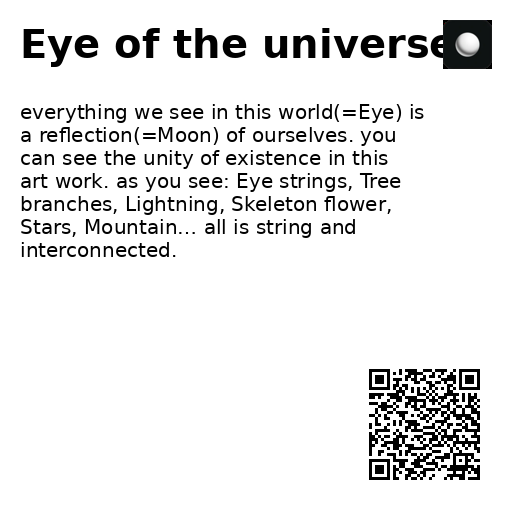 Eye of the universe
everything we see in this world(=Eye) is
a reflection(=Moon) of ourselves. you
can see the unity of existence in this
art work. as you see: Eye strings, Tree
branches, Lightning, Skeleton flower,
Stars, Mountain... all is string and
interconnected.